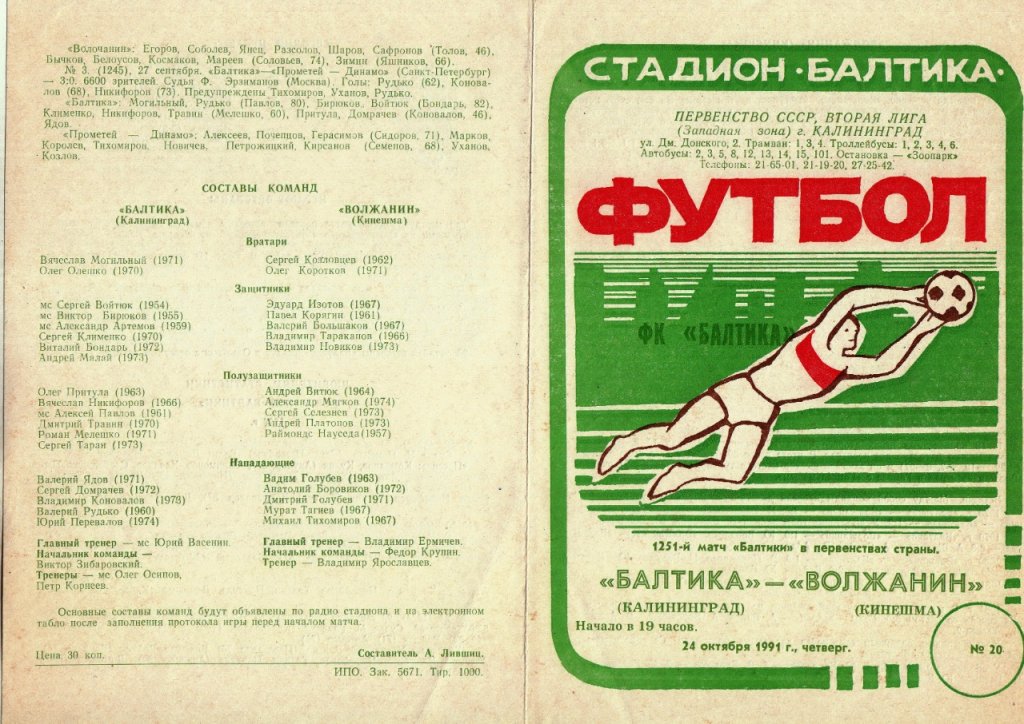 «Волочанин»: Егоров, Соболев, Янец, Разсолов, Шаров, Сафронов (Толов, 46),
Бычков, Белоусов, Космаков, Мареев (Соловьев, 74), Зимин (Яшников, 66).
№ 3. (1245), 27 сентября. «Балтика»—«Прометей — Динамо» (Санкт-Петербург)
— 3:0. 6600 зрителей Судья Ф. Эрзиманов (Москва). Голы: Рудько (62), Конова-
лов (68), Никифоров (73). Предупреждены Тихомиров, Уханов, Рудько.
«Балтика»: Могильный, Рудько (Павлов, 80), Бирюков, Войтюк (Бондарь, 82),
Клименко, Никифоров, Травин (Мелешко, 60), Притула, Домрачев (Коновалов, 46),
Ядов.
«Прометей — Динамо»: Алексеев, Почепцов, Герасимов (Сидоров, 71), Марков,
Королев, Тихомиров, Новичев, Петрожицкий, Кирсанов (Семенов, 68), Уханов,
Козлов.
СОСТАВЫ КОМАНД
«БАЛТИКА» «ВОЛЖАНИН»
(Калининград) (Кинешма)
Вратари
Вячеслав Могильный (1971) Сергей Козловцев (1962)
Олег Олешко (1970) Олег Коротков (1971)
Защитники
мс Сергей Войтюк (1954) Эдуард Изотов (1967)
мс Виктор Бирюков (1955) Павел Корягин (1961)
мс Александр Артемов (1959) Валерий Большаков (1967)
Сергей Клименко (1970) Владимир Тараканов (1966)
Виталий Бондарь (1972) Владимир Новиков (1973)
Андрей Милай (1973)
Полузащитники
Олег Притула (1963) Андрей Витюк (1964)
Вячеслав Никифоров (1966) Александр Мягков (1974)
мс Алексей Павлов (1961) Сергей Селезнев (1973)
Дмитрий Травин (1970) Андрей Платонов (1973)
Роман Мелешко (1971) Раймондс Науседа(1957)
Сергей Таран (1973)
Нападающие
Валерий Ядов (1971) Вадим Голубев (1963)
Сергей Домрачев (1972) Анатолий Боровиков (1972)
Владимир Коновалов (1973) Дмитрий Голубев (1971)
Валерий Рудько (1960) Мурат Тагиев (1967)
Юрий Перевалов (1974) Михаил Тихомиров (1967)
Главный тренер — мс Юрий Васенин. Главный тренер — Владимир Ермичев.
Начальник команды — Начальник команды — Федор Крупин.
Виктор Зибаровский. Тренер — Владимир Ярославцев.
Тренеры — мс Олег Осипов,
Петр Корнеев.
Основные составы команд будут объявлены по радио стадиона и на электронном
табло после заполнения протокола игры перед началом матча.
Цена 30 коп. Составитель А. Лившиц.
ИПО. Зак. 5671. Тир. 1000.
СТАДИОН · БАЛТИКА ·
ПЕРВЕНСТВО СССР, ВТОРАЯ ЛИГА
(Западная зона) г. КАЛИНИНГРАД
ул. Дм. Донского, 2. Трамваи: 1, 3, 4. Троллейбусы: 1, 2, 3, 4, 6.
Автобусы: 2, 3, 5, 8, 12, 13, 14, 15, 101. Остановка — «Зоопарк»
Телефоны: 21-65-01, 21-19-20, 27-25-42.
ФУТБОЛ
ФК «БАЛТИКА»
1251-й матч «Балтики» в первенствах страны.
«БАЛТИКА» — «ВОЛЖАНИН»
(КАЛИНИНГРАД) (КИНЕШМА)
Начало в 19 часов.
24 октября 1991 г., четверг.
№ 20